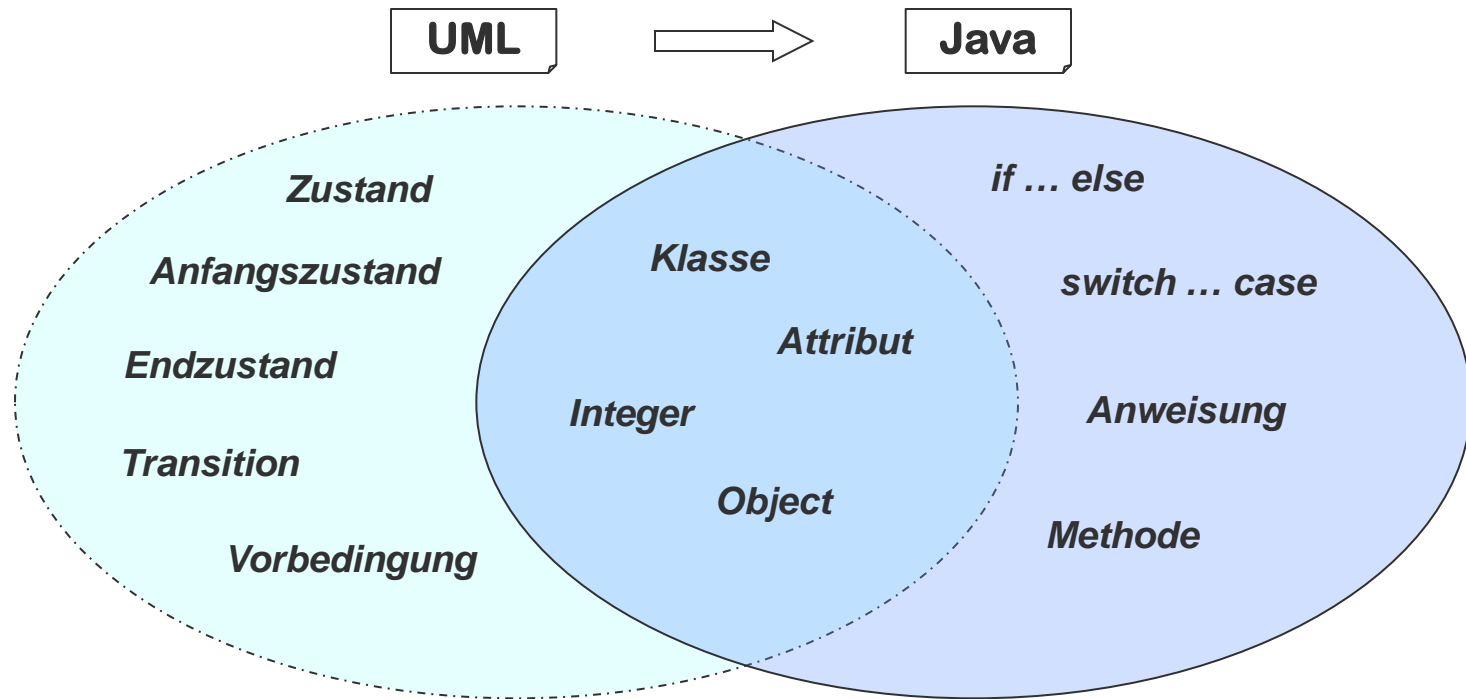 UML
Java
Zustand
Anfangszustand
Endzustand
Transition
Vorbedingung
Klasse
Attribut
Integer
Object
if … else
switch … case
Anweisung
Methode